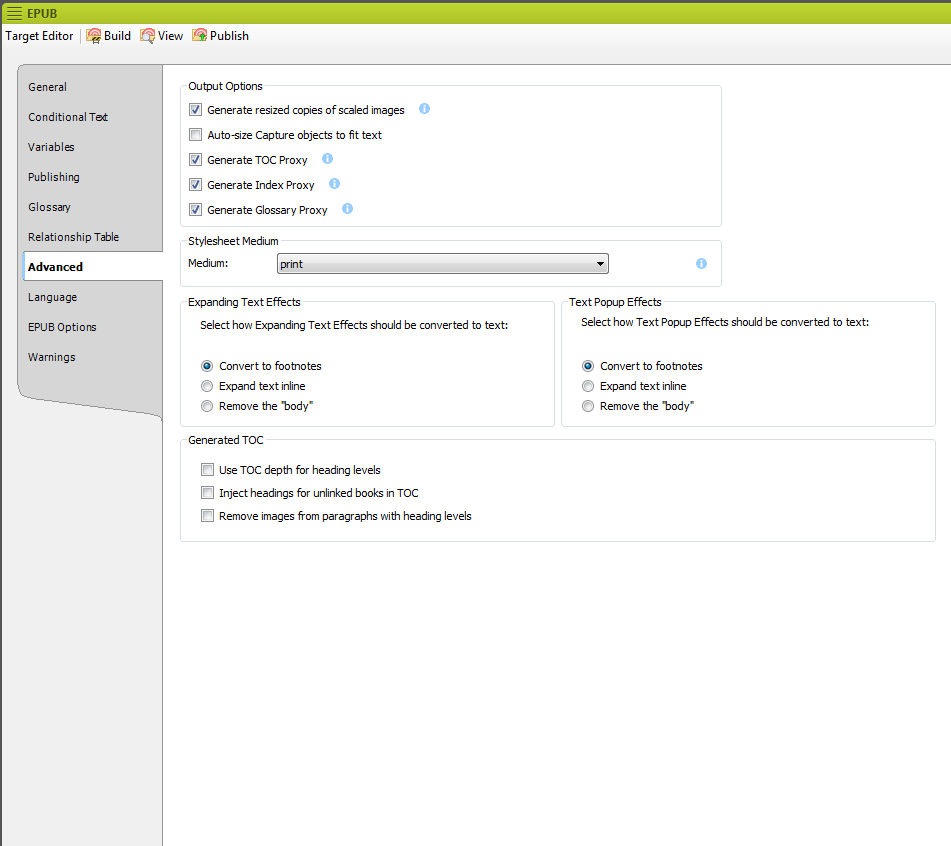 EPUB
Target Editor Build View Publish
General
Conditional Text
Variables
Publishing
Glossary
Relationship Table
Advanced
Language
EPUB Options
Warnings
Output Options
Generate resized copies of scaled images
Auto-size Capture objects to fit text
Generate TOC Proxy
Generate Index Proxy
Generate Glossary Proxy
Stylesheet Medium
Medium: print
Expanding Text Effects
Select how Expanding Text Effects should be converted to text:
Convert to footnotes
Expand text inline
Remove the "body"
Text Popup Effects
Select how Text Popup Effects should be converted to text:
Convert to footnotes
Expand text inline
Remove the "body"
Generated TOC
Use TOC depth for heading levels
Inject headings for unlinked books in TOC
Remove images from paragraphs with heading levels